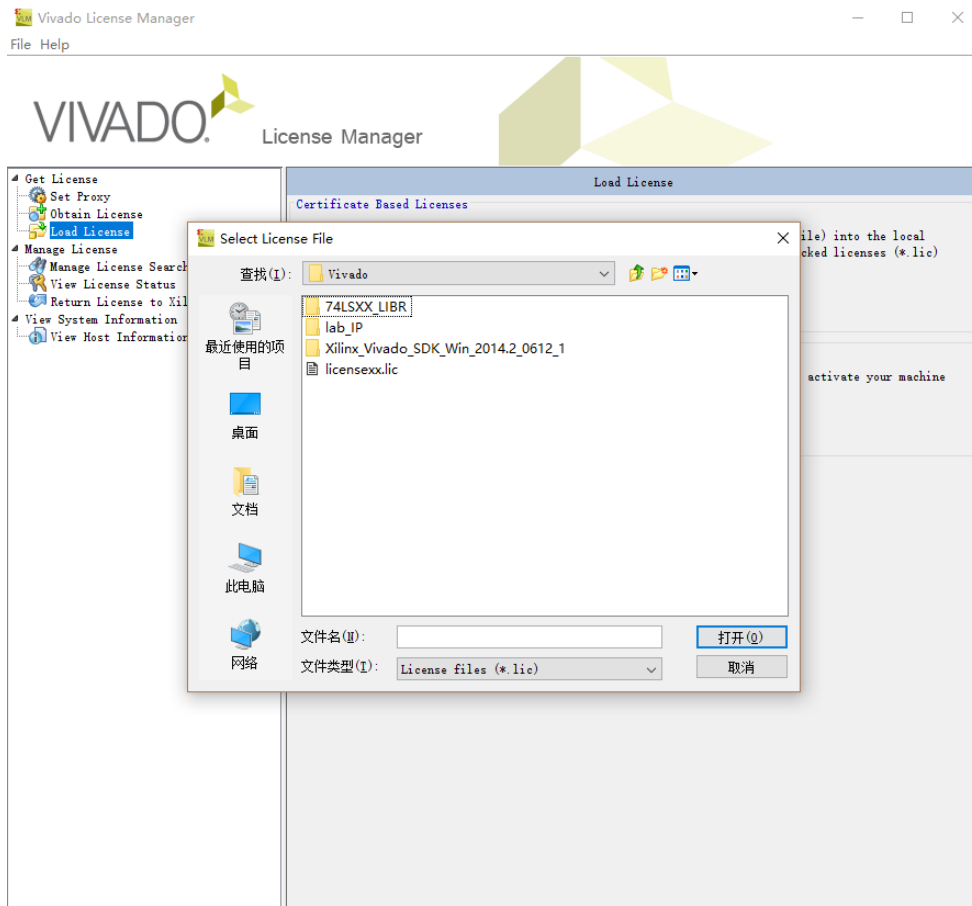 Vivado License Manager
File Help
VIVADO. License Manager
Get License
Set Proxy
Obtain License
Load License
Manage License
Manage License Search
View License Status
Return License to Xil
View System Information
View Host Information
Load License
Certificate Based Licenses
ile) into the local
cked licenses (*.lic)
activate your machine
Select License File
查找(I):
Vivado
74LSXX_LIBR
lab_IP
Xilinx_Vivado_SDK_Win_2014.2_0612_1
licensexx.lic
最近使用的项
目
桌面
文档
此电脑
网络
文件名(N):
打开(O)
文件类型(T):
License files (*.lic)
取消